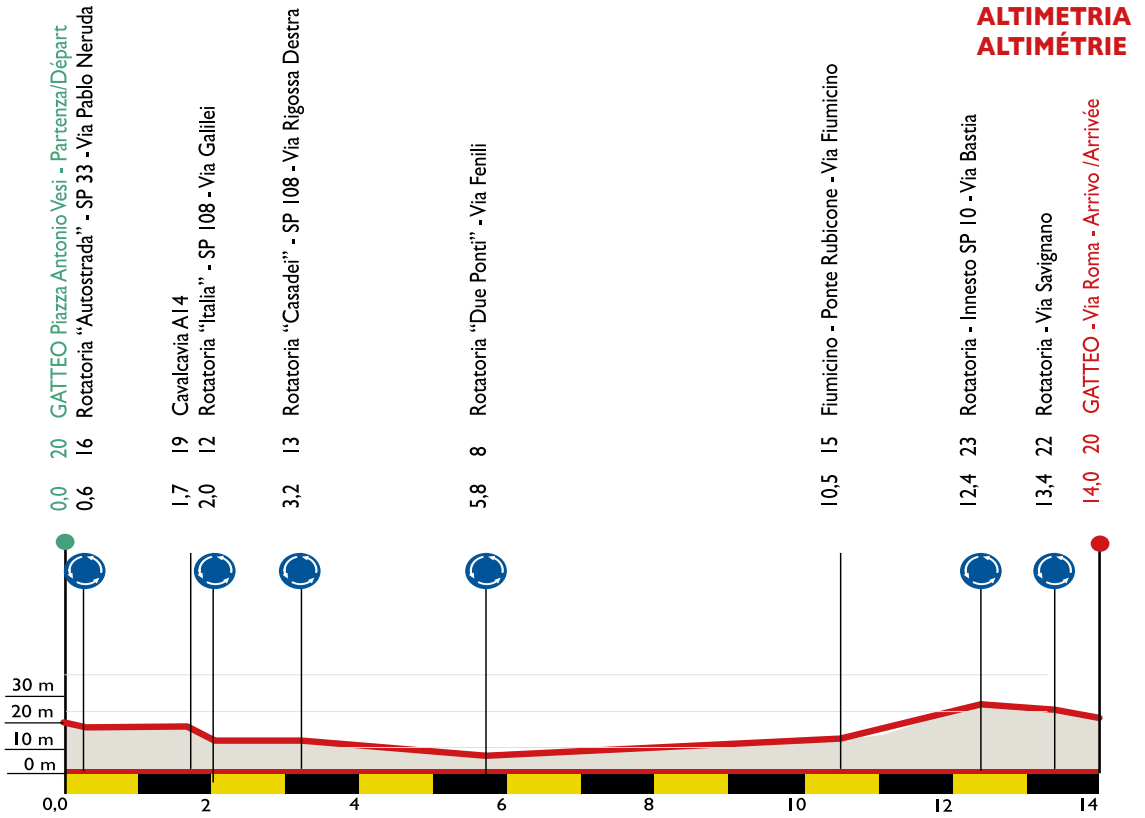 ALTIMETRIA
ALTIMÉTRIE
0,0 20 GATTEO Piazza Antonio Vesi - Partenza/Départ
0,6 16 Rotatoria “Autostrada” - SP 33 - Via Pablo Neruda
1,7 19 Cavalcavia A14
2,0 12 Rotatoria “Italia” - SP 108 - Via Galilei
3,2 13 Rotatoria “Casadei” - SP 108 - Via Rigossa Destra
5,8 8 Rotatoria “Due Ponti” - Via Fenili
10,5 15 Fiumicino - Ponte Rubicone - Via Fiumicino
12,4 23 Rotatoria - Innesto SP 10 - Via Bastia
13,4 22 Rotatoria - Via Savignano
14,0 20 GATTEO - Via Roma - Arrivo /Arrivée
30 m
20 m
10 m
0 m
0,0 2 4 6 8 10 12 14